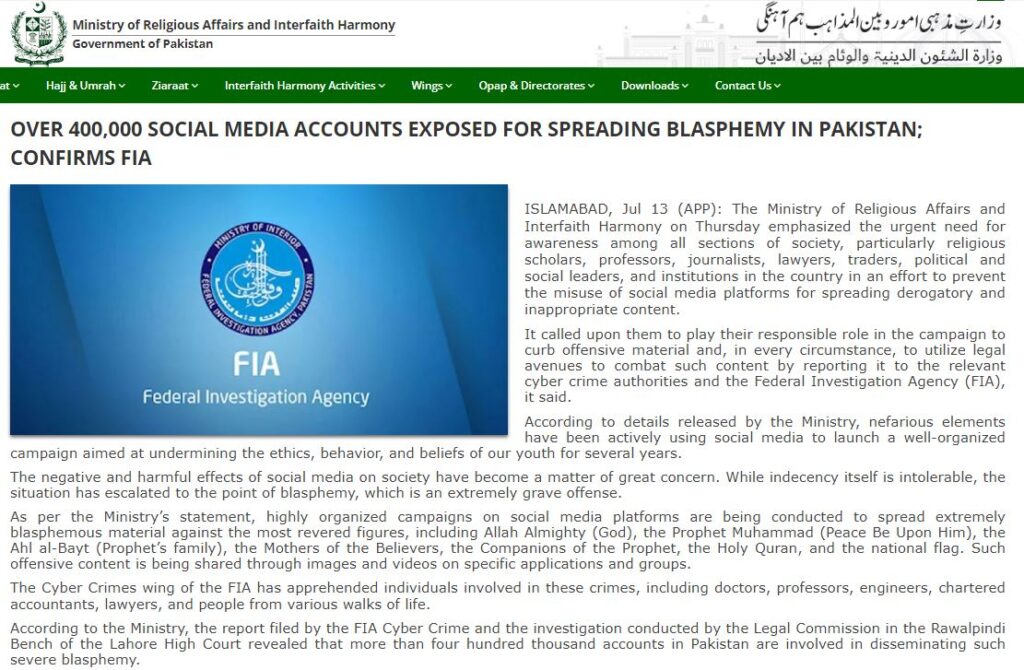 Ministry of Religious Affairs and Interfaith Harmony
Government of Pakistan
وزارتِ مذہبی امور و بین المذاہب ہم آہنگی
وزارة الشئون الدينية والوئام بين الاديان
at
Hajj & Umrah
Ziaraat
Interfaith Harmony Activities
Wings
Opap & Directorates
Downloads
Contact Us
OVER 400,000 SOCIAL MEDIA ACCOUNTS EXPOSED FOR SPREADING BLASPHEMY IN PAKISTAN;
CONFIRMS FIA
MINISTRY OF INTERIOR
FEDERAL INVESTIGATION AGENCY, PAKISTAN
FIA
Federal Investigation Agency
ISLAMABAD, Jul 13 (APP): The Ministry of Religious Affairs and
Interfaith Harmony on Thursday emphasized the urgent need for
awareness among all sections of society, particularly religious
scholars, professors, journalists, lawyers, traders, political and
social leaders, and institutions in the country in an effort to prevent
the misuse of social media platforms for spreading derogatory and
inappropriate content.
It called upon them to play their responsible role in the campaign to
curb offensive material and, in every circumstance, to utilize legal
avenues to combat such content by reporting it to the relevant
cyber crime authorities and the Federal Investigation Agency (FIA),
it said.
According to details released by the Ministry, nefarious elements
have been actively using social media to launch a well-organized
campaign aimed at undermining the ethics, behavior, and beliefs of our youth for several years.
The negative and harmful effects of social media on society have become a matter of great concern. While indecency itself is intolerable, the
situation has escalated to the point of blasphemy, which is an extremely grave offense.
As per the Ministry’s statement, highly organized campaigns on social media platforms are being conducted to spread extremely
blasphemous material against the most revered figures, including Allah Almighty (God), the Prophet Muhammad (Peace Be Upon Him), the
Ahl al-Bayt (Prophet’s family), the Mothers of the Believers, the Companions of the Prophet, the Holy Quran, and the national flag. Such
offensive content is being shared through images and videos on specific applications and groups.
The Cyber Crimes wing of the FIA has apprehended individuals involved in these crimes, including doctors, professors, engineers, chartered
accountants, lawyers, and people from various walks of life.
According to the Ministry, the report filed by the FIA Cyber Crime and the investigation conducted by the Legal Commission in the Rawalpindi
Bench of the Lahore High Court revealed that more than four hundred thousand accounts in Pakistan are involved in disseminating such
severe blasphemy.